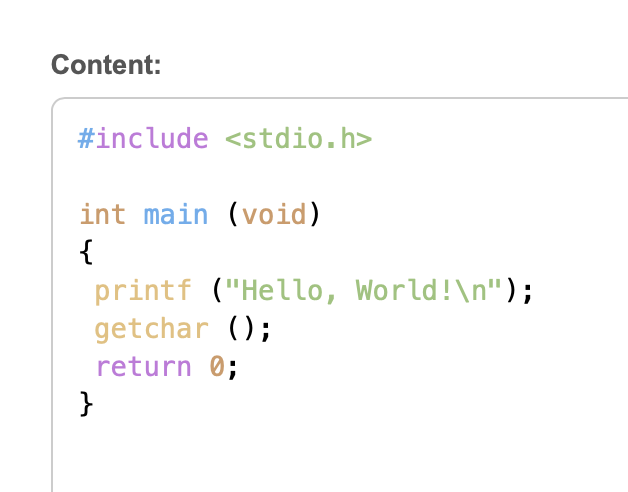 Content:
#include <stdio.h>

int main (void)
{
 printf ("Hello, World!\n");
 getchar ();
 return 0;
}